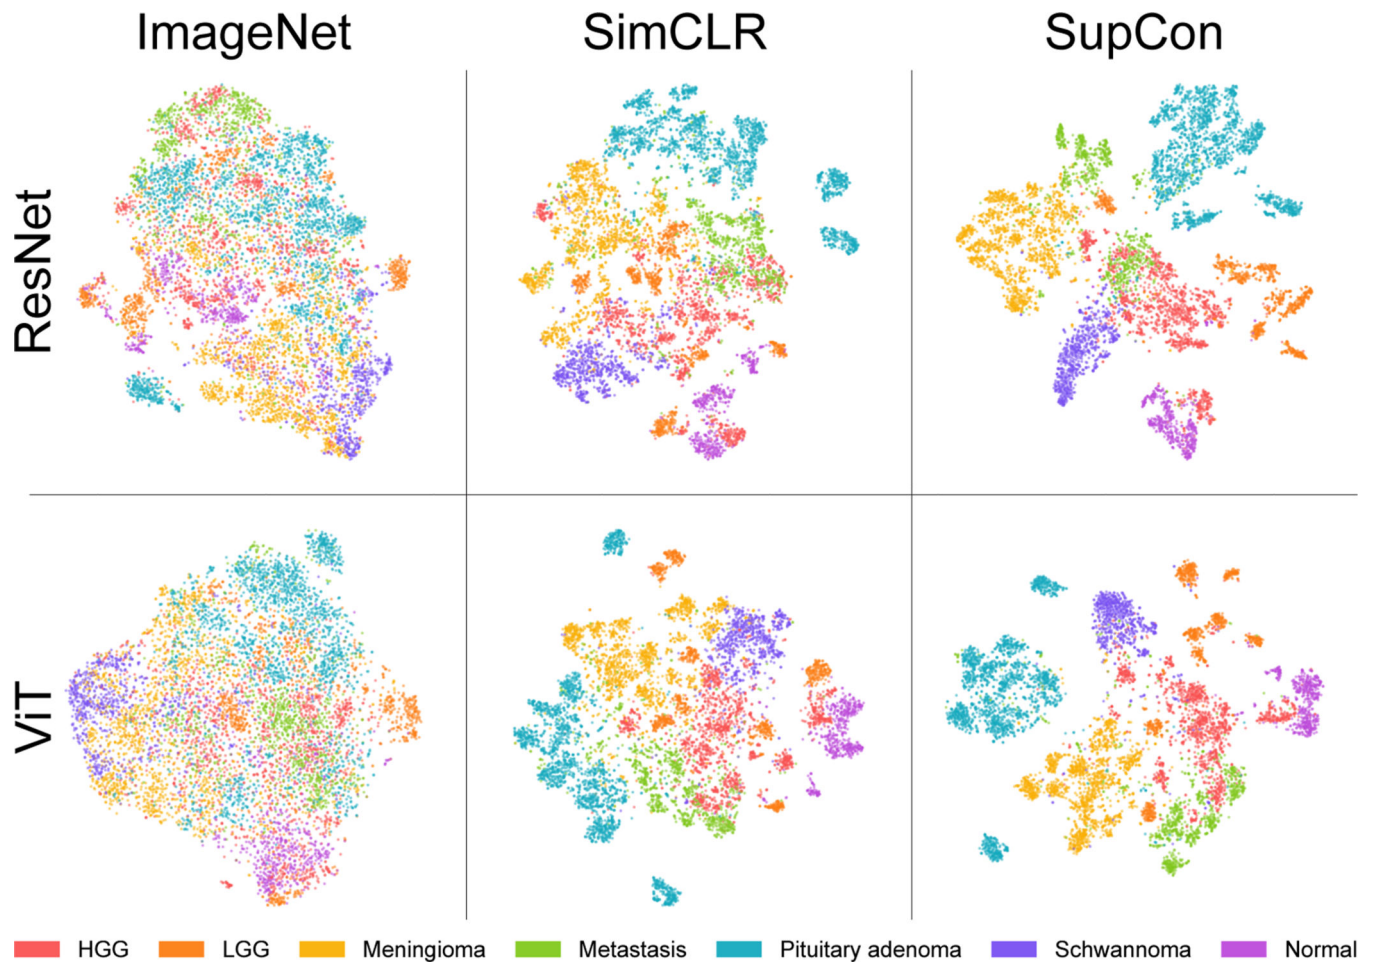 ImageNet SimCLR SupCon
ResNet
ViT
HGG LGG Meningioma Metastasis Pituitary adenoma Schwannoma Normal